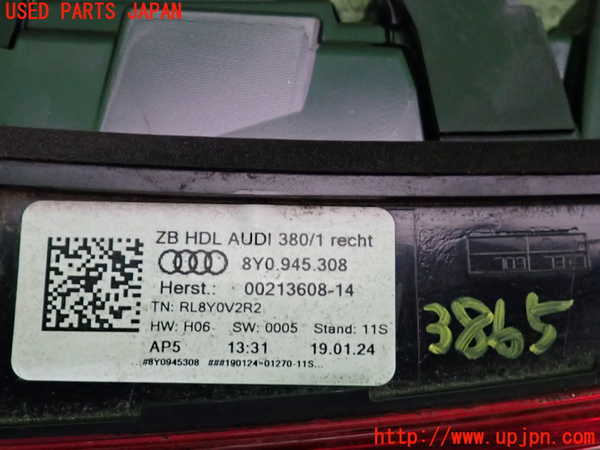 USED PARTS JAPAN
ZB HDL AUDI 380/1 recht
8Y0.945.308
Herst.: 00213608-14
TN: RL8Y0V2R2
HW: H06 SW: 0005 Stand: 11S
AP5 13:31 19.01.24
...#8Y0945308 ###190124-01270-11S...
3865
http://www.upjpn.com/